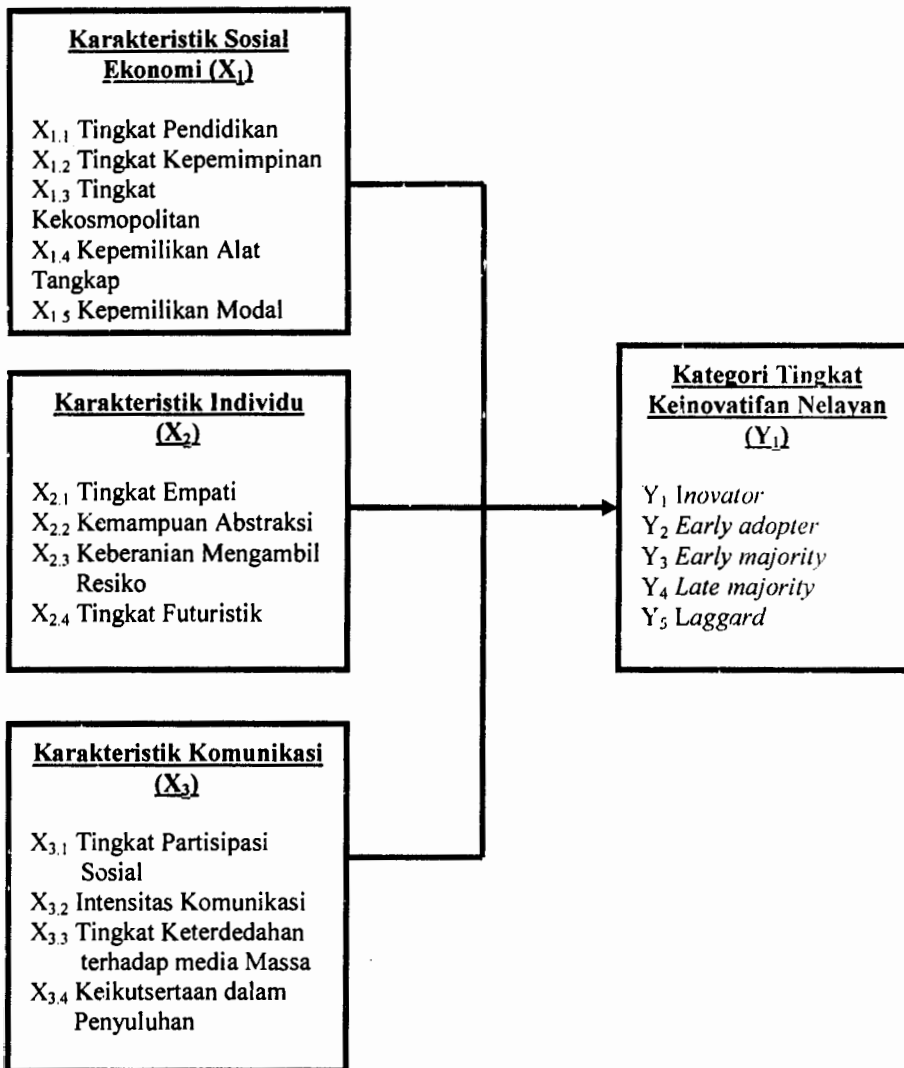 Karakteristik Sosial
Ekonomi (X₁)
X₁.₁ Tingkat Pendidikan
X₁.₂ Tingkat Kepemimpinan
X₁.₃ Tingkat
Kekosmopolitan
X₁.₄ Kepemilikan Alat
Tangkap
X₁.₅ Kepemilikan Modal
Karakteristik Individu
(X₂)
X₂.₁ Tingkat Empati
X₂.₂ Kemampuan Abstraksi
X₂.₃ Keberanian Mengambil
Resiko
X₂.₄ Tingkat Futuristik
Karakteristik Komunikasi
(X₃)
X₃.₁ Tingkat Partisipasi
Sosial
X₃.₂ Intensitas Komunikasi
X₃.₃ Tingkat Keterdedahan
terhadap media Massa
X₃.₄ Keikutsertaan dalam
Penyuluhan
Kategori Tingkat
Keinovatifan Nelayan
(Y₁)
Y₁ Inovator
Y₂ Early adopter
Y₃ Early majority
Y₄ Late majority
Y₅ Laggard